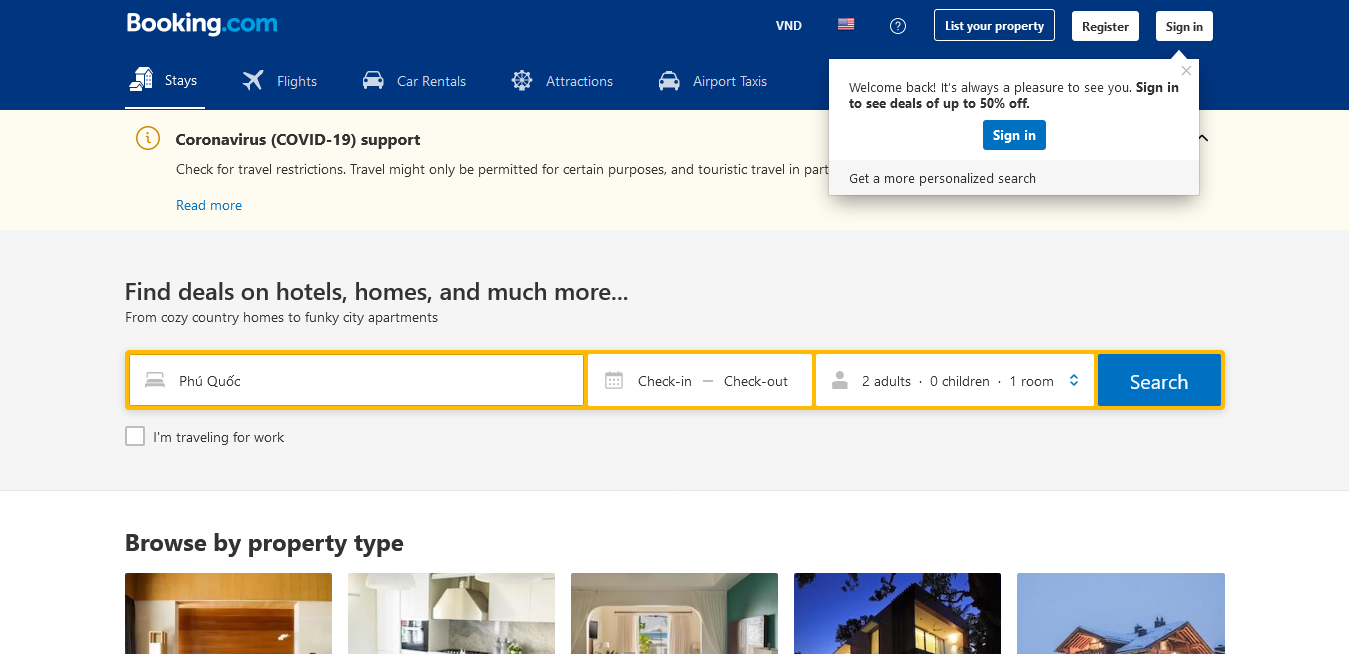 Booking.com
VND
List your property
Register
Sign in
Stays
Flights
Car Rentals
Attractions
Airport Taxis
Welcome back! It's always a pleasure to see you. Sign in
to see deals of up to 50% off.
Sign in
Get a more personalized search
Coronavirus (COVID-19) support
Check for travel restrictions. Travel might only be permitted for certain purposes, and touristic travel in part
Read more
Find deals on hotels, homes, and much more...
From cozy country homes to funky city apartments
Phú Quốc
Check-in — Check-out
2 adults · 0 children · 1 room
Search
I'm traveling for work
Browse by property type